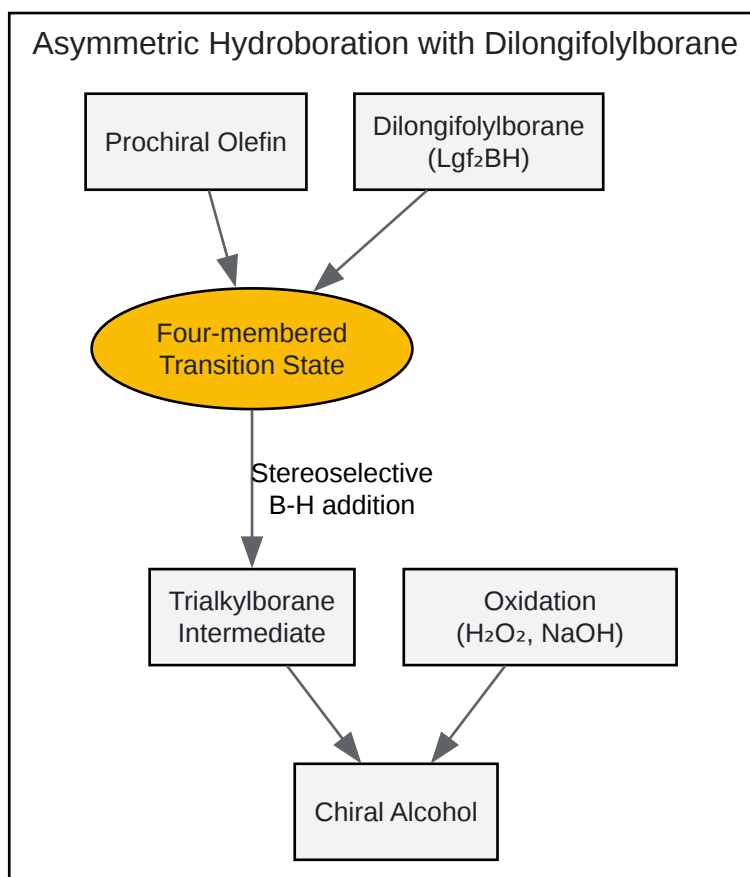 Asymmetric Hydroboration with Dilongifolylborane
Prochiral Olefin
Dilongifolylborane
(Lgf₂BH)
Four-membered
Transition State
Stereoselective
B-H addition
Trialkylborane
Intermediate
Oxidation
(H₂O₂, NaOH)
Chiral Alcohol